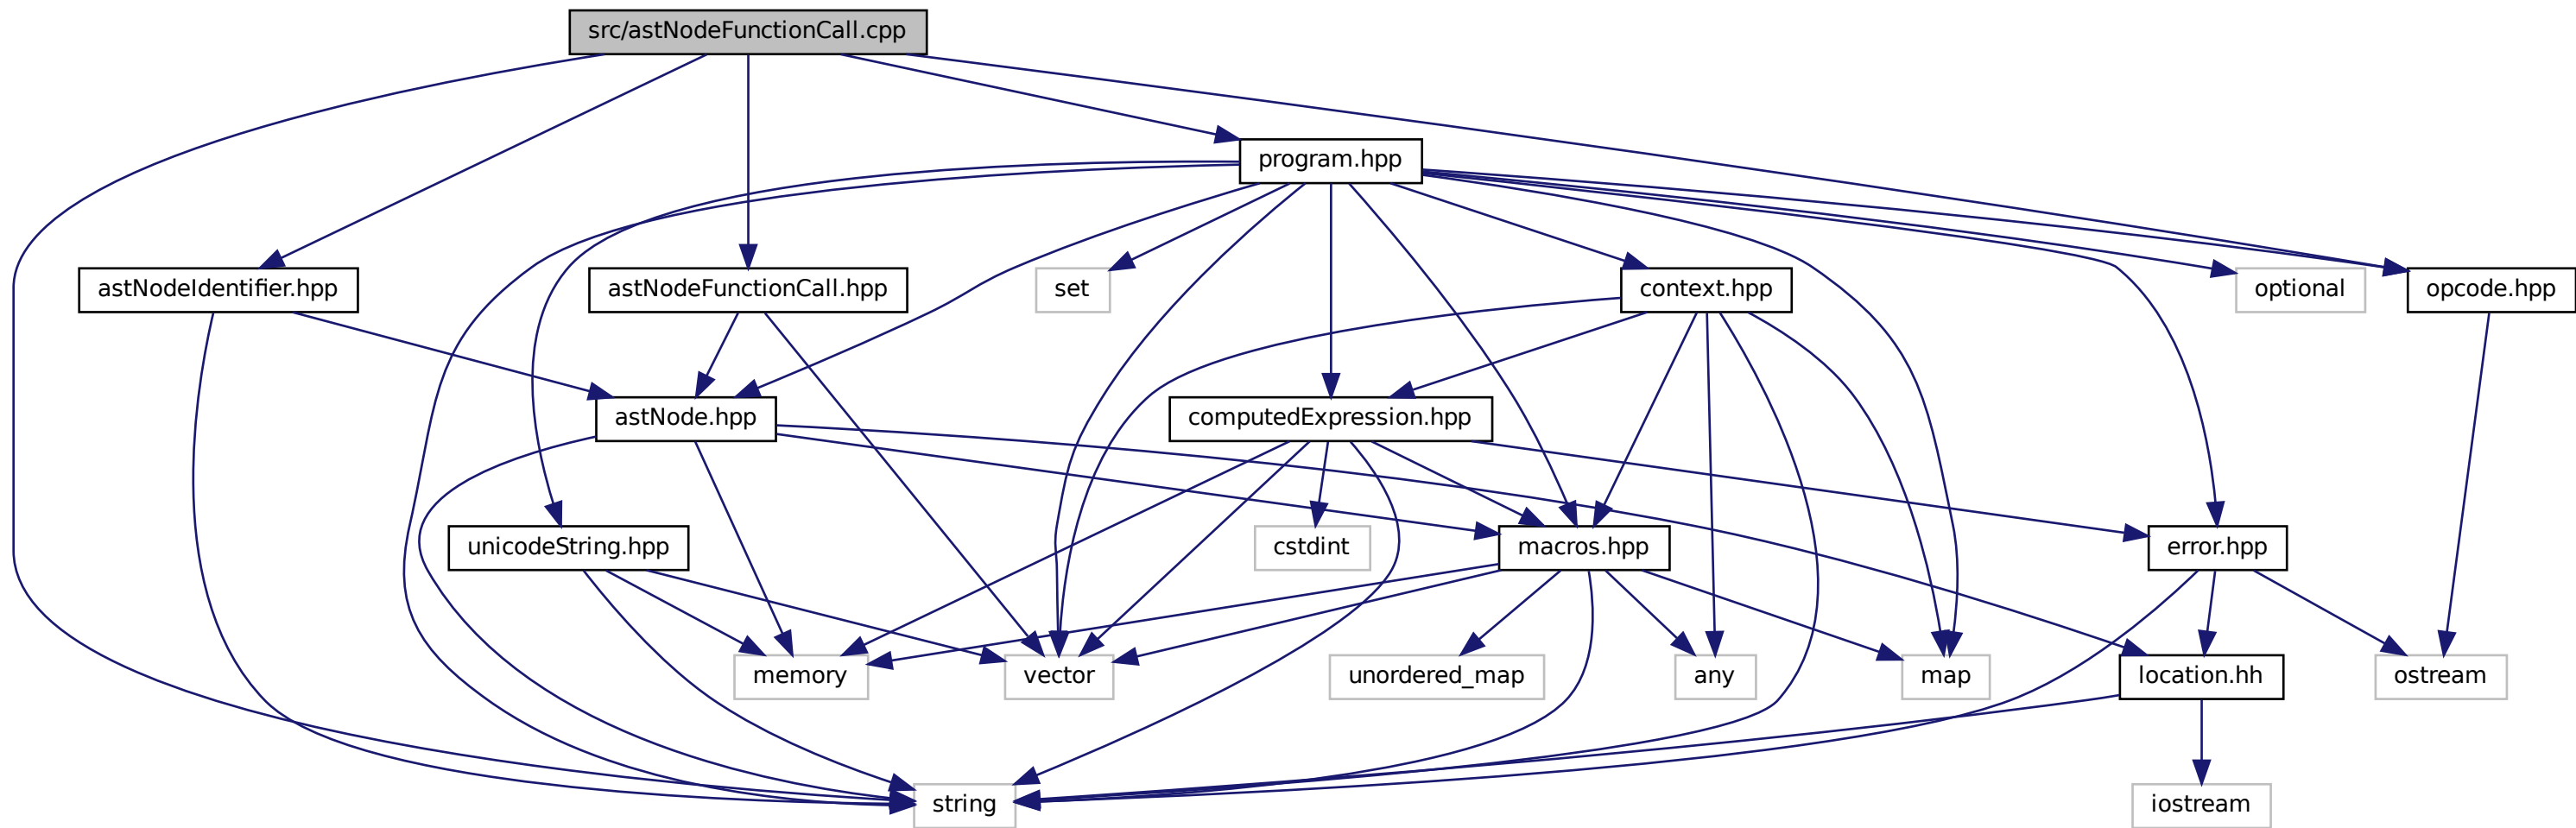 src/astNodeFunctionCall.cpp
program.hpp
astNodeIdentifier.hpp
astNodeFunctionCall.hpp
set
context.hpp
optional
opcode.hpp
astNode.hpp
computedExpression.hpp
unicodeString.hpp
cstdint
macros.hpp
error.hpp
memory
vector
unordered_map
any
map
location.hh
ostream
string
iostream